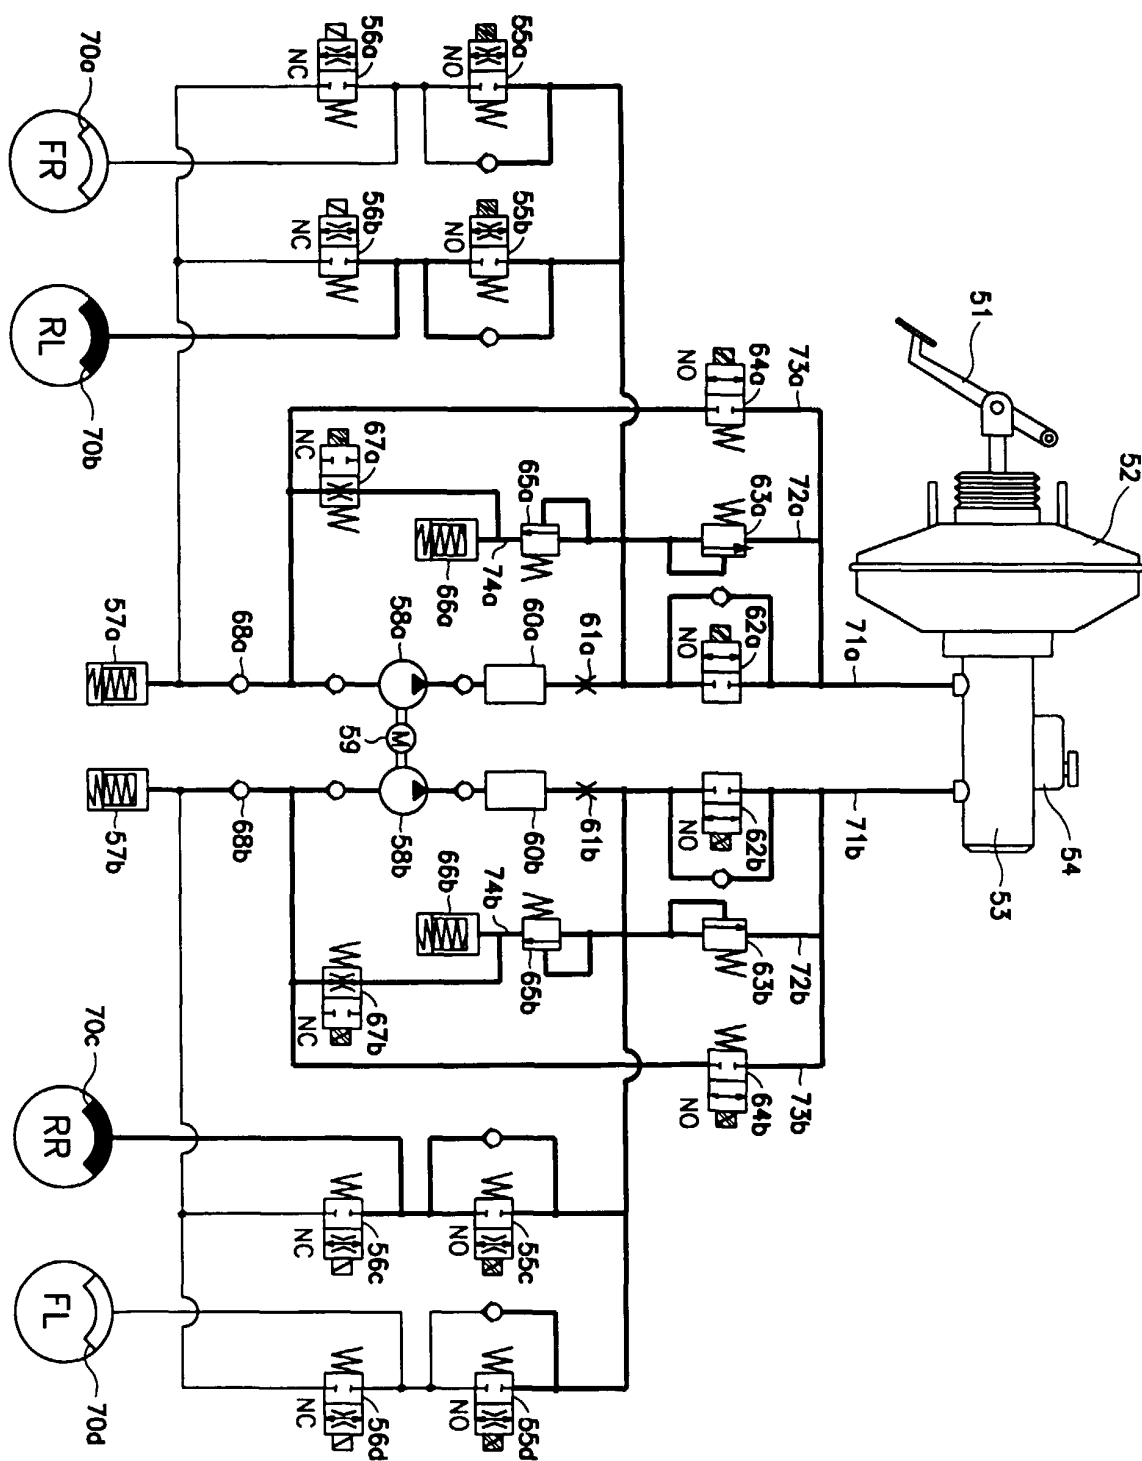 51
52
53
54
71a
71b
73a
72a
72b
73b
64a
NO
63a
62a
NO
62b
NO
63b
64b
NO
55a
NO
55b
NO
65a
74a
66a
60a
61a
60b
61b
66b
74b
65b
55c
NO
55d
NO
56a
NC
56b
NC
67a
NC
58a
59
M
58b
67b
NC
56c
NC
56d
NC
57a
68a
57b
68b
70a
FR
RL
70b
70c
RR
FL
70d